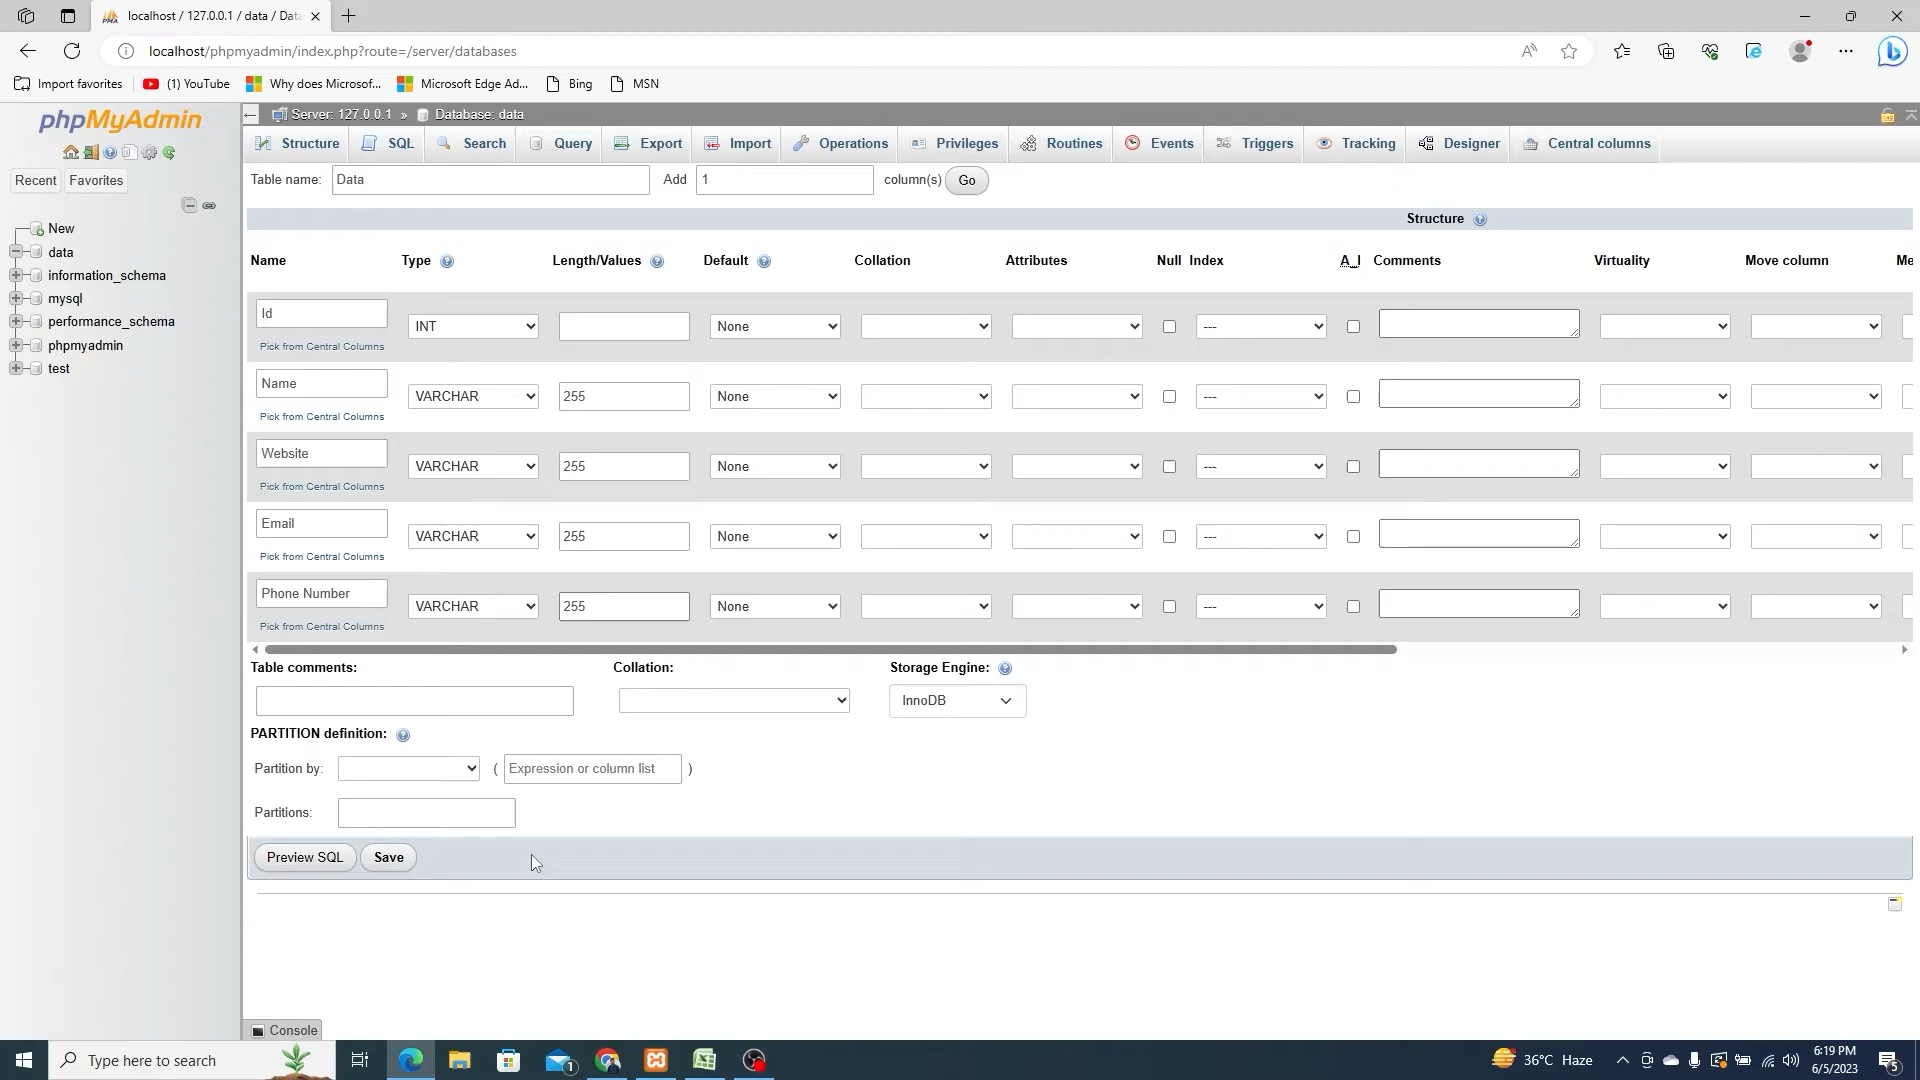 localhost / 127.0.0.1 / data / Data
localhost/phpmyadmin/index.php?route=/server/databases
Import favorites
(1) YouTube
Why does Microsof...
Microsoft Edge Ad...
Bing
MSN
phpMyAdmin
Server: 127.0.0.1 » Database: data
Structure
SQL
Search
Query
Export
Import
Operations
Privileges
Routines
Events
Triggers
Tracking
Designer
Central columns
Recent
Favorites
New
data
information_schema
mysql
performance_schema
phpmyadmin
test
Table name: Data Add 1 column(s) Go
Structure
Name Type Length/Values Default Collation Attributes Null Index A_I Comments Virtuality Move column Me
Id INT None ---
Pick from Central Columns
Name VARCHAR 255 None ---
Pick from Central Columns
Website VARCHAR 255 None ---
Pick from Central Columns
Email VARCHAR 255 None ---
Pick from Central Columns
Phone Number VARCHAR 255 None ---
Pick from Central Columns
Table comments: Collation: Storage Engine:
InnoDB
PARTITION definition:
Partition by: ( Expression or column list )
Partitions:
Preview SQL Save
Console
Type here to search
1
36°C Haze
6:19 PM
6/5/2023
5